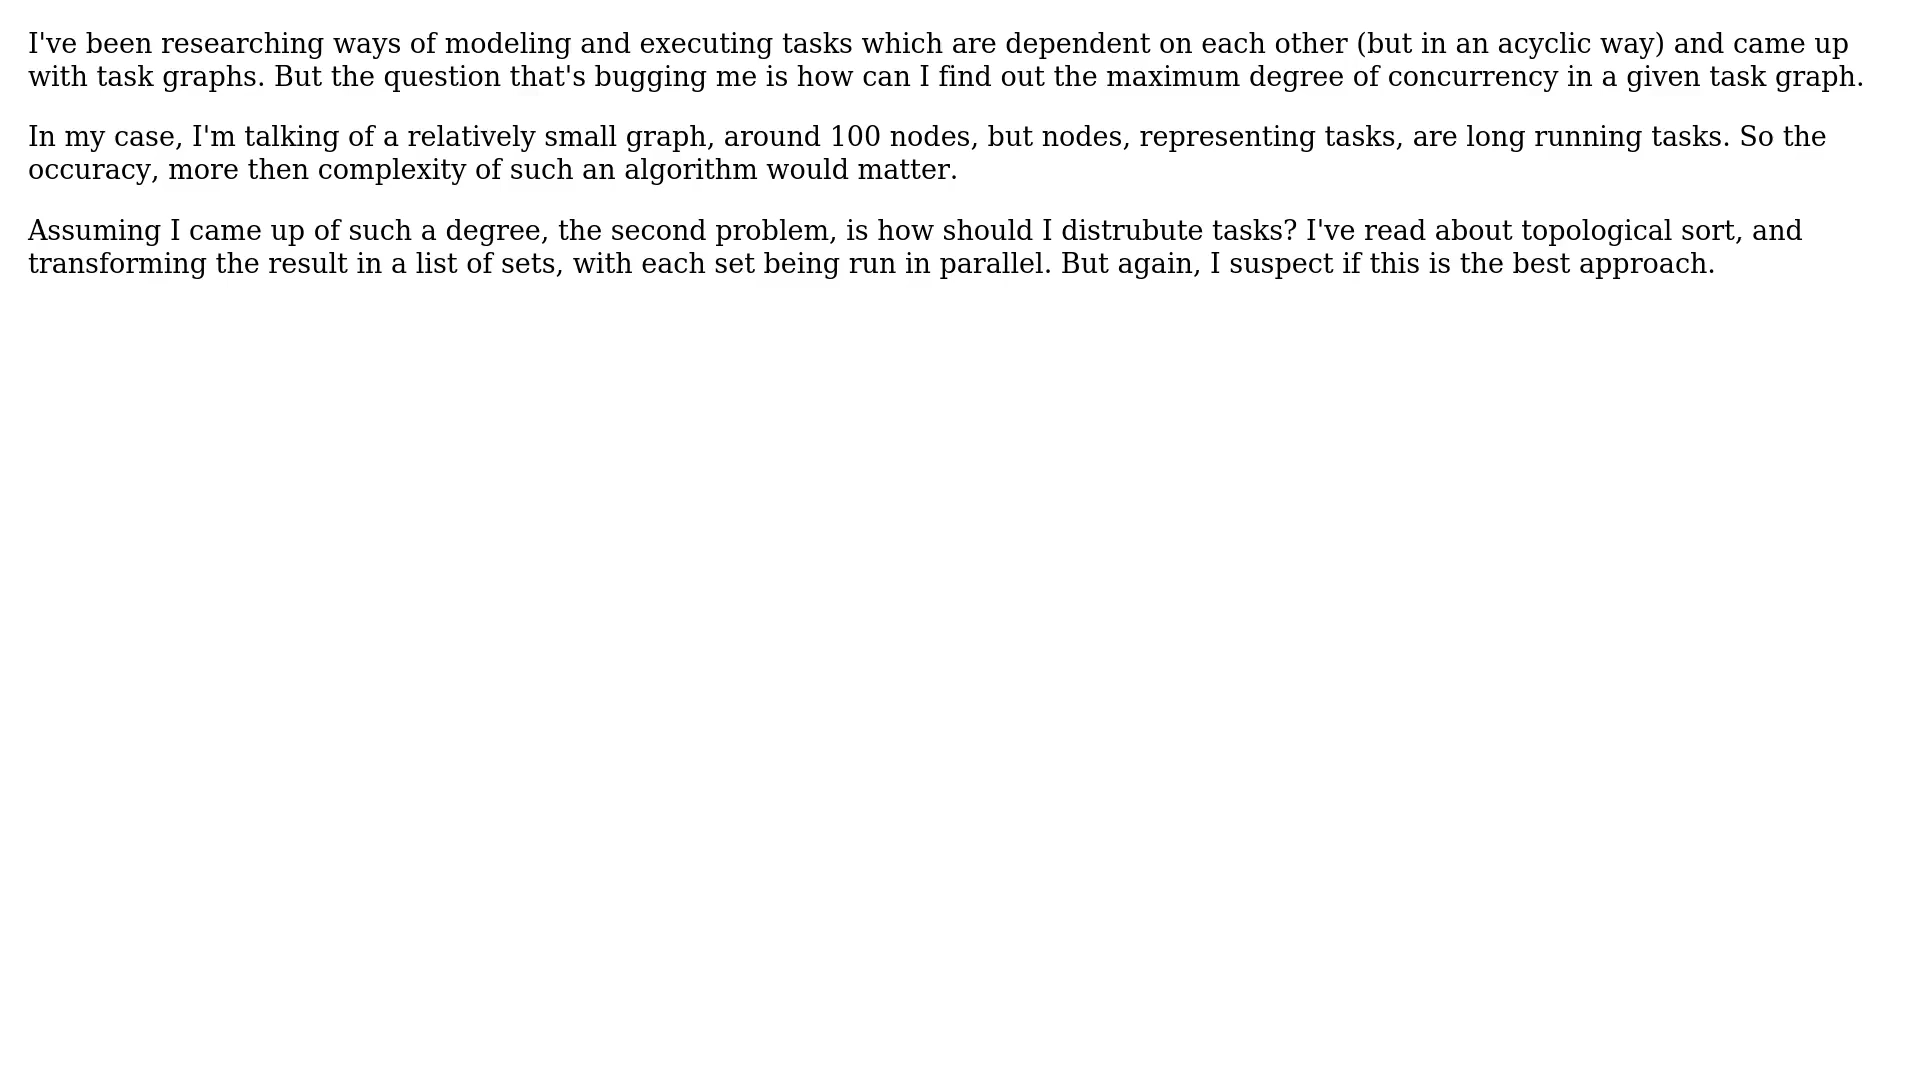 I've been researching ways of modeling and executing tasks which are dependent on each other (but in an acyclic way) and came up
with task graphs. But the question that's bugging me is how can I find out the maximum degree of concurrency in a given task graph.
In my case, I'm talking of a relatively small graph, around 100 nodes, but nodes, representing tasks, are long running tasks. So the
occuracy, more then complexity of such an algorithm would matter.
Assuming I came up of such a degree, the second problem, is how should I distrubute tasks? I've read about topological sort, and
transforming the result in a list of sets, with each set being run in parallel. But again, I suspect if this is the best approach.